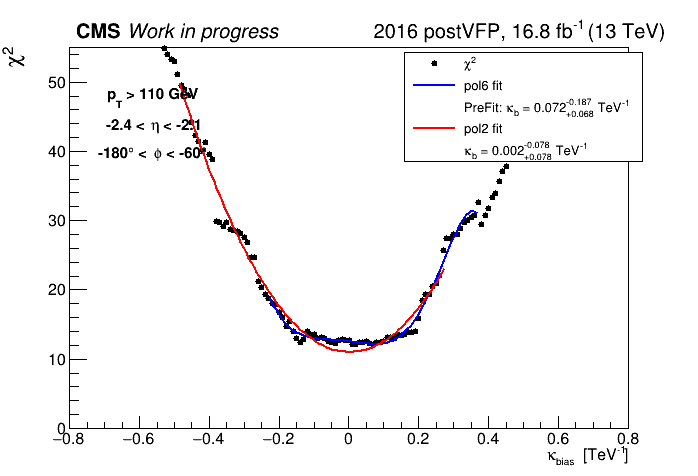 CMS Work in progress 2016 postVFP, 16.8 fb⁻¹ (13 TeV)
χ²
50
40
30
20
10
0
p_T > 110 GeV
-2.4 < η < -2.1
-180° < ϕ < -60°
χ²
pol6 fit
PreFit: κ_b = 0.072 -0.187 +0.068 TeV⁻¹
pol2 fit
κ_b = 0.002 -0.078 +0.078 TeV⁻¹
−0.8 −0.6 −0.4 −0.2 0 0.2 0.4 0.6 0.8
κ_bias [TeV⁻¹]